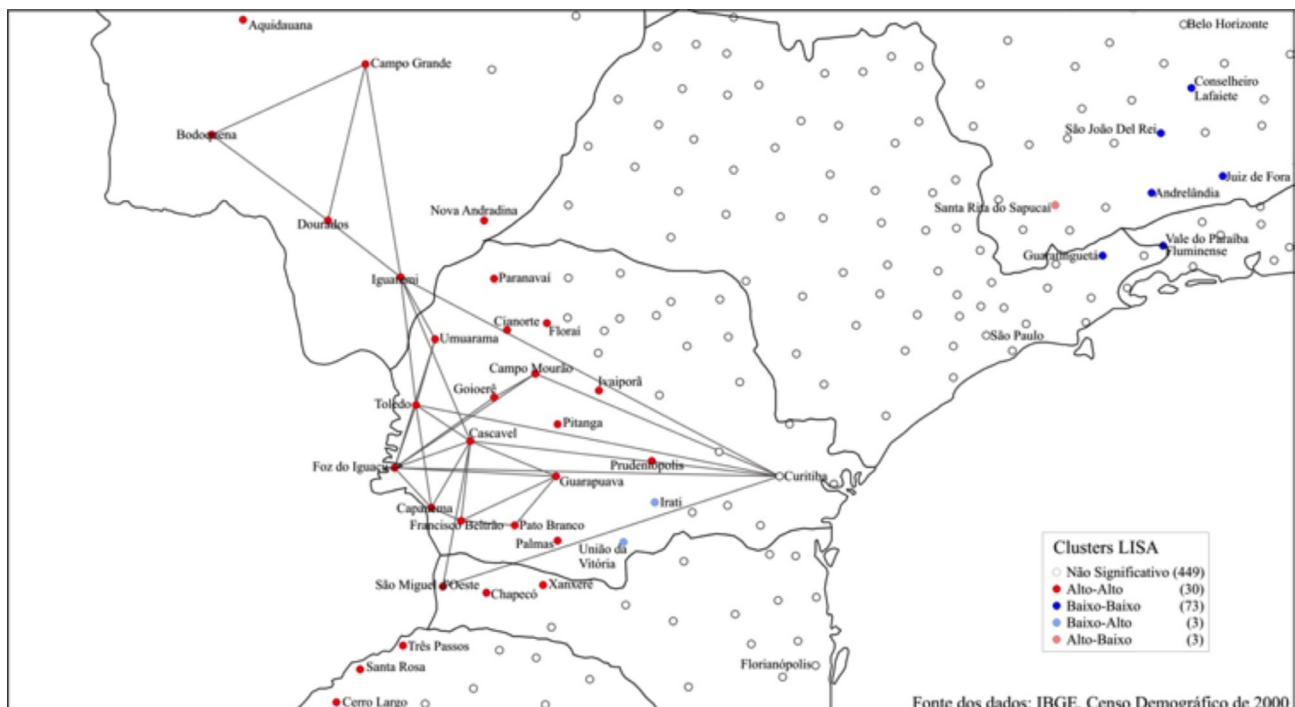 Aquidauana
Belo Horizonte
Campo Grande
Conselheiro
Lafaiete
São João Del Rei
Bodoquena
Juiz de Fora
Andrelândia
Santa Rita do Sapucaí
Nova Andradina
Dourados
Vale do Paraíba
Fluminense
Guaratinguetá
Iguatemi
Paranavaí
Cianorte
Floraí
Umuarama
São Paulo
Campo Mourão
Ivaiporã
Goioerê
Toledo
Pitanga
Cascavel
Foz do Iguaçu
Prudentópolis
Curitiba
Guarapuava
Irati
Capanema
Francisco Beltrão
Pato Branco
Palmas
União da
Vitória
São Miguel d'Oeste
Xanxerê
Chapecó
Três Passos
Santa Rosa
Florianópolis
Cerro Largo
Clusters LISA
Não Significativo (449)
Alto-Alto (30)
Baixo-Baixo (73)
Baixo-Alto (3)
Alto-Baixo (3)
Fonte dos dados: IBGE, Censo Demográfico de 2000